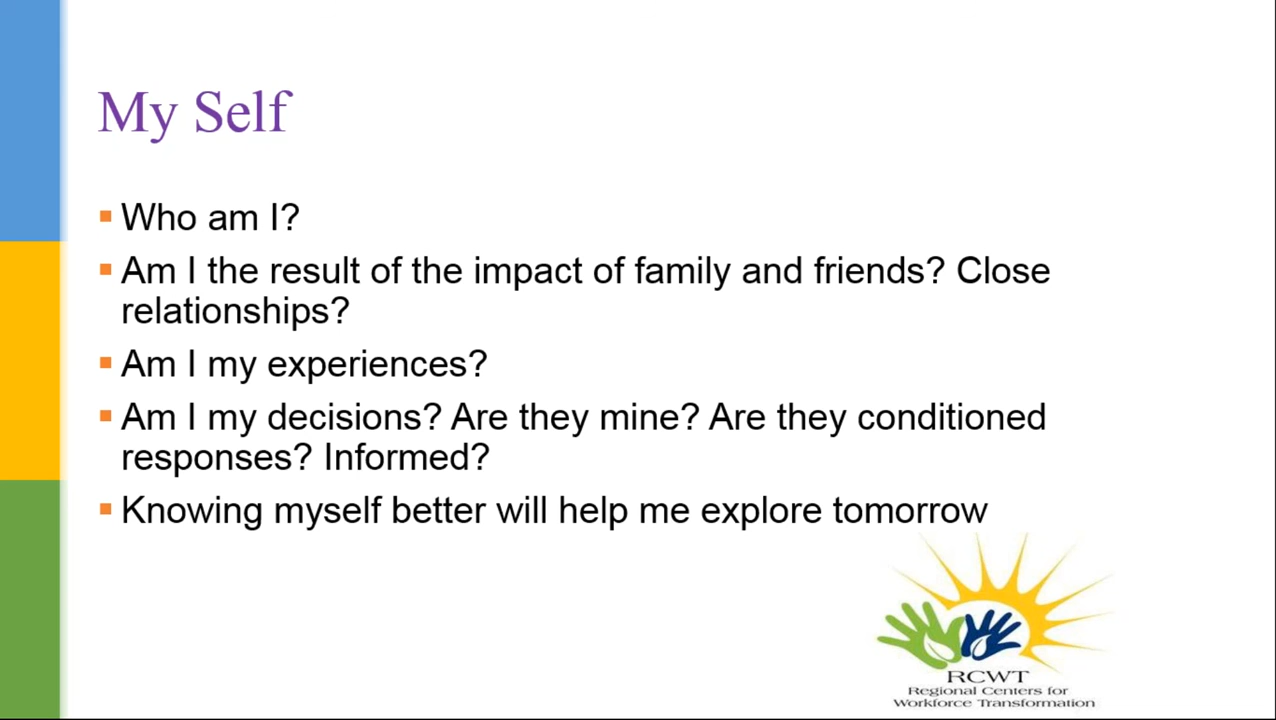 My Self
Who am I?
Am I the result of the impact of family and friends? Close
relationships?
Am I my experiences?
Am I my decisions? Are they mine? Are they conditioned
responses? Informed?
Knowing myself better will help me explore tomorrow
RCWT
Regional Centers for
Workforce Transformation